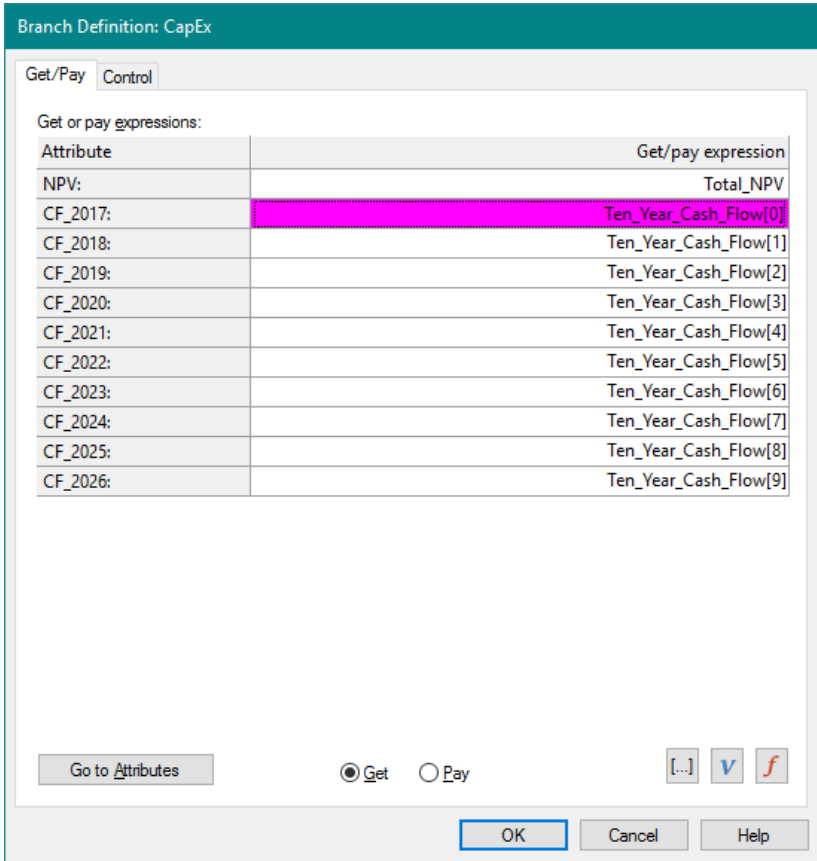 Branch Definition: CapEx
Get/Pay Control
Get or pay expressions:
Attribute Get/pay expression
NPV: Total_NPV
CF_2017: Ten_Year_Cash_Flow[0]
CF_2018: Ten_Year_Cash_Flow[1]
CF_2019: Ten_Year_Cash_Flow[2]
CF_2020: Ten_Year_Cash_Flow[3]
CF_2021: Ten_Year_Cash_Flow[4]
CF_2022: Ten_Year_Cash_Flow[5]
CF_2023: Ten_Year_Cash_Flow[6]
CF_2024: Ten_Year_Cash_Flow[7]
CF_2025: Ten_Year_Cash_Flow[8]
CF_2026: Ten_Year_Cash_Flow[9]
Go to Attributes Get Pay [...] V f
OK Cancel Help